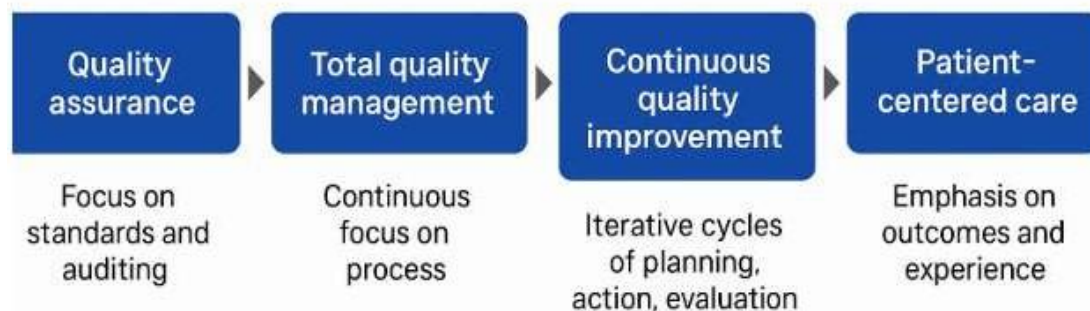 Quality
assurance
Total quality
management
Continuous
quality
improvement
Patient-
centered care
Focus on
standards and
auditing
Continuous
focus on
process
Iterative cycles
of planning,
action, evaluation
Emphasis on
outcomes and
experience